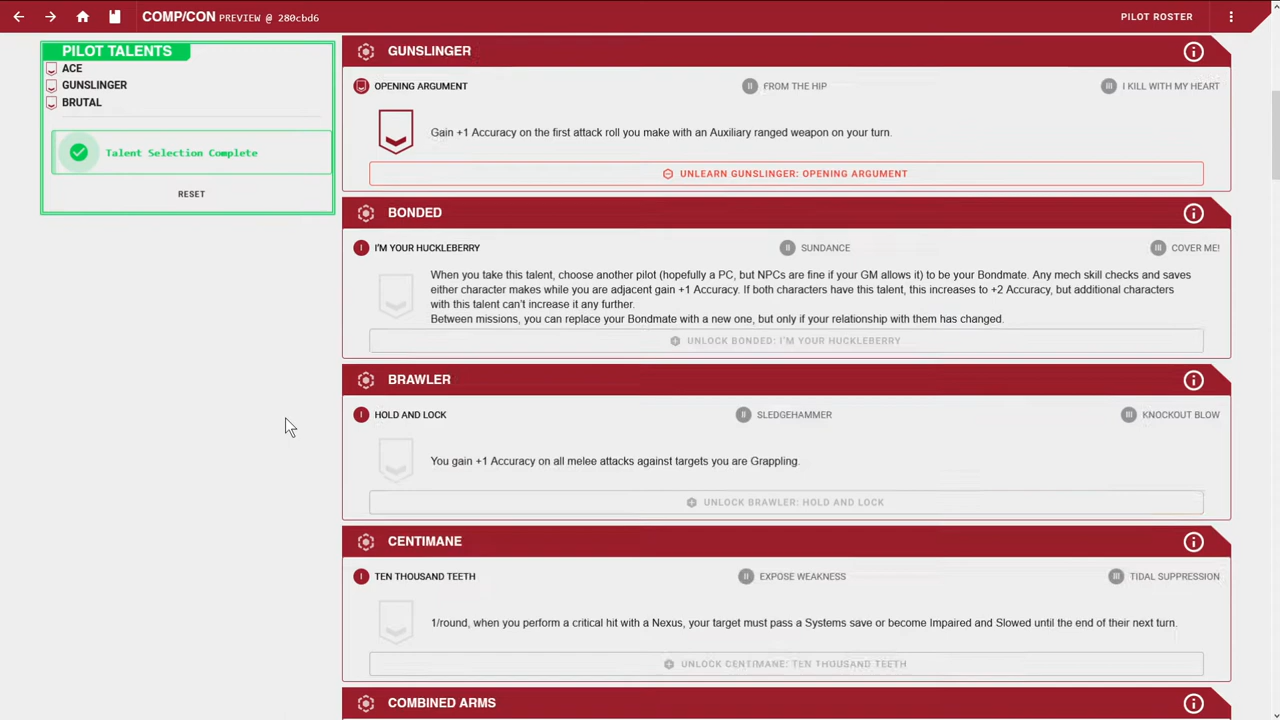 COMP/CON PREVIEW @ 280cbd6
PILOT ROSTER
PILOT TALENTS
ACE
GUNSLINGER
BRUTAL
Talent Selection Complete
RESET
GUNSLINGER
OPENING ARGUMENT
II FROM THE HIP
III I KILL WITH MY HEART
Gain +1 Accuracy on the first attack roll you make with an Auxiliary ranged weapon on your turn.
UNLEARN GUNSLINGER: OPENING ARGUMENT
BONDED
I I'M YOUR HUCKLEBERRY
II SUNDANCE
III COVER ME!
When you take this talent, choose another pilot (hopefully a PC, but NPCs are fine if your GM allows it) to be your Bondmate. Any mech skill checks and saves
either character makes while you are adjacent gain +1 Accuracy. If both characters have this talent, this increases to +2 Accuracy, but additional characters
with this talent can't increase it any further.
Between missions, you can replace your Bondmate with a new one, but only if your relationship with them has changed.
UNLOCK BONDED: I'M YOUR HUCKLEBERRY
BRAWLER
I HOLD AND LOCK
II SLEDGEHAMMER
III KNOCKOUT BLOW
You gain +1 Accuracy on all melee attacks against targets you are Grappling.
UNLOCK BRAWLER: HOLD AND LOCK
CENTIMANE
I TEN THOUSAND TEETH
II EXPOSE WEAKNESS
III TIDAL SUPPRESSION
1/round, when you perform a critical hit with a Nexus, your target must pass a Systems save or become Impaired and Slowed until the end of their next turn.
UNLOCK CENTIMANE: TEN THOUSAND TEETH
COMBINED ARMS